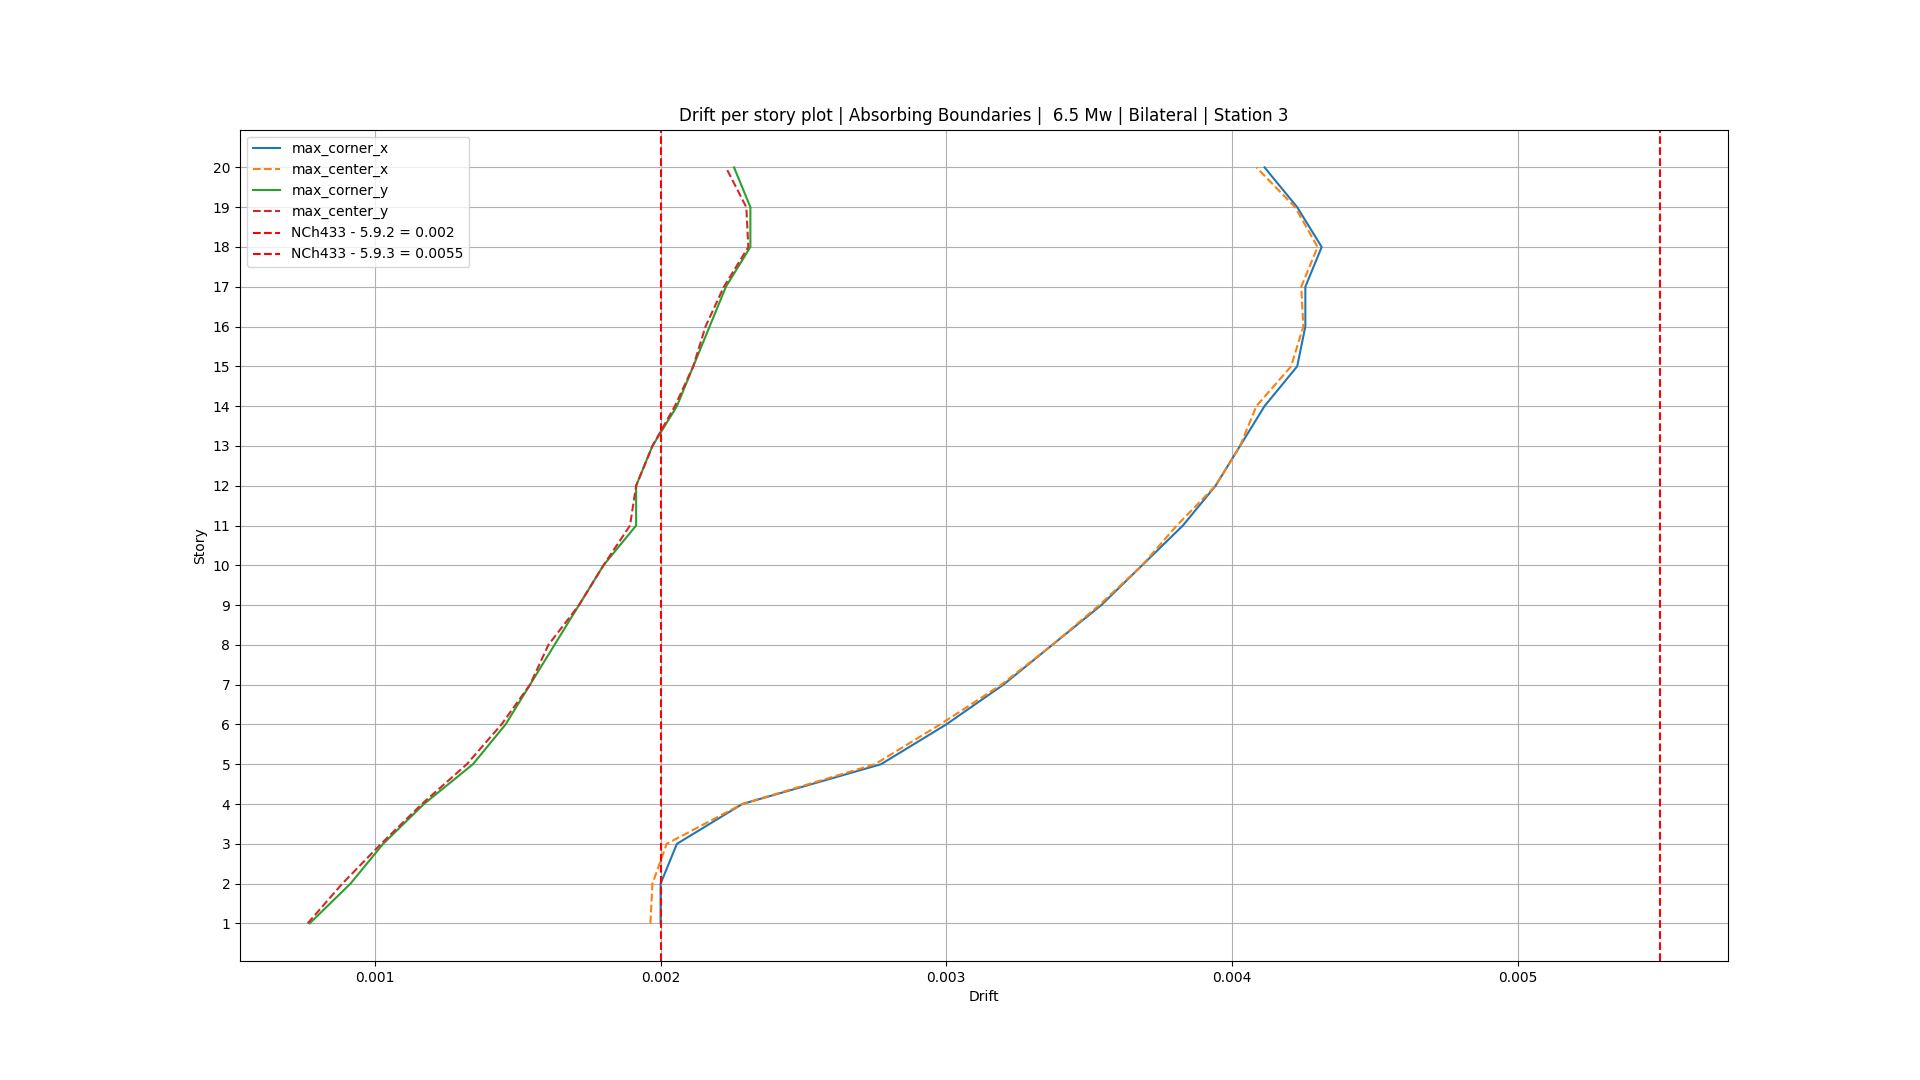 Drift per story plot | Absorbing Boundaries |  6.5 Mw | Bilateral | Station 3
max_corner_x
max_center_x
max_corner_y
max_center_y
NCh433 - 5.9.2 = 0.002
NCh433 - 5.9.3 = 0.0055
20
19
18
17
16
15
14
13
12
11
10
9
8
7
6
5
4
3
2
1
Story
0.001
0.002
0.003
0.004
0.005
Drift